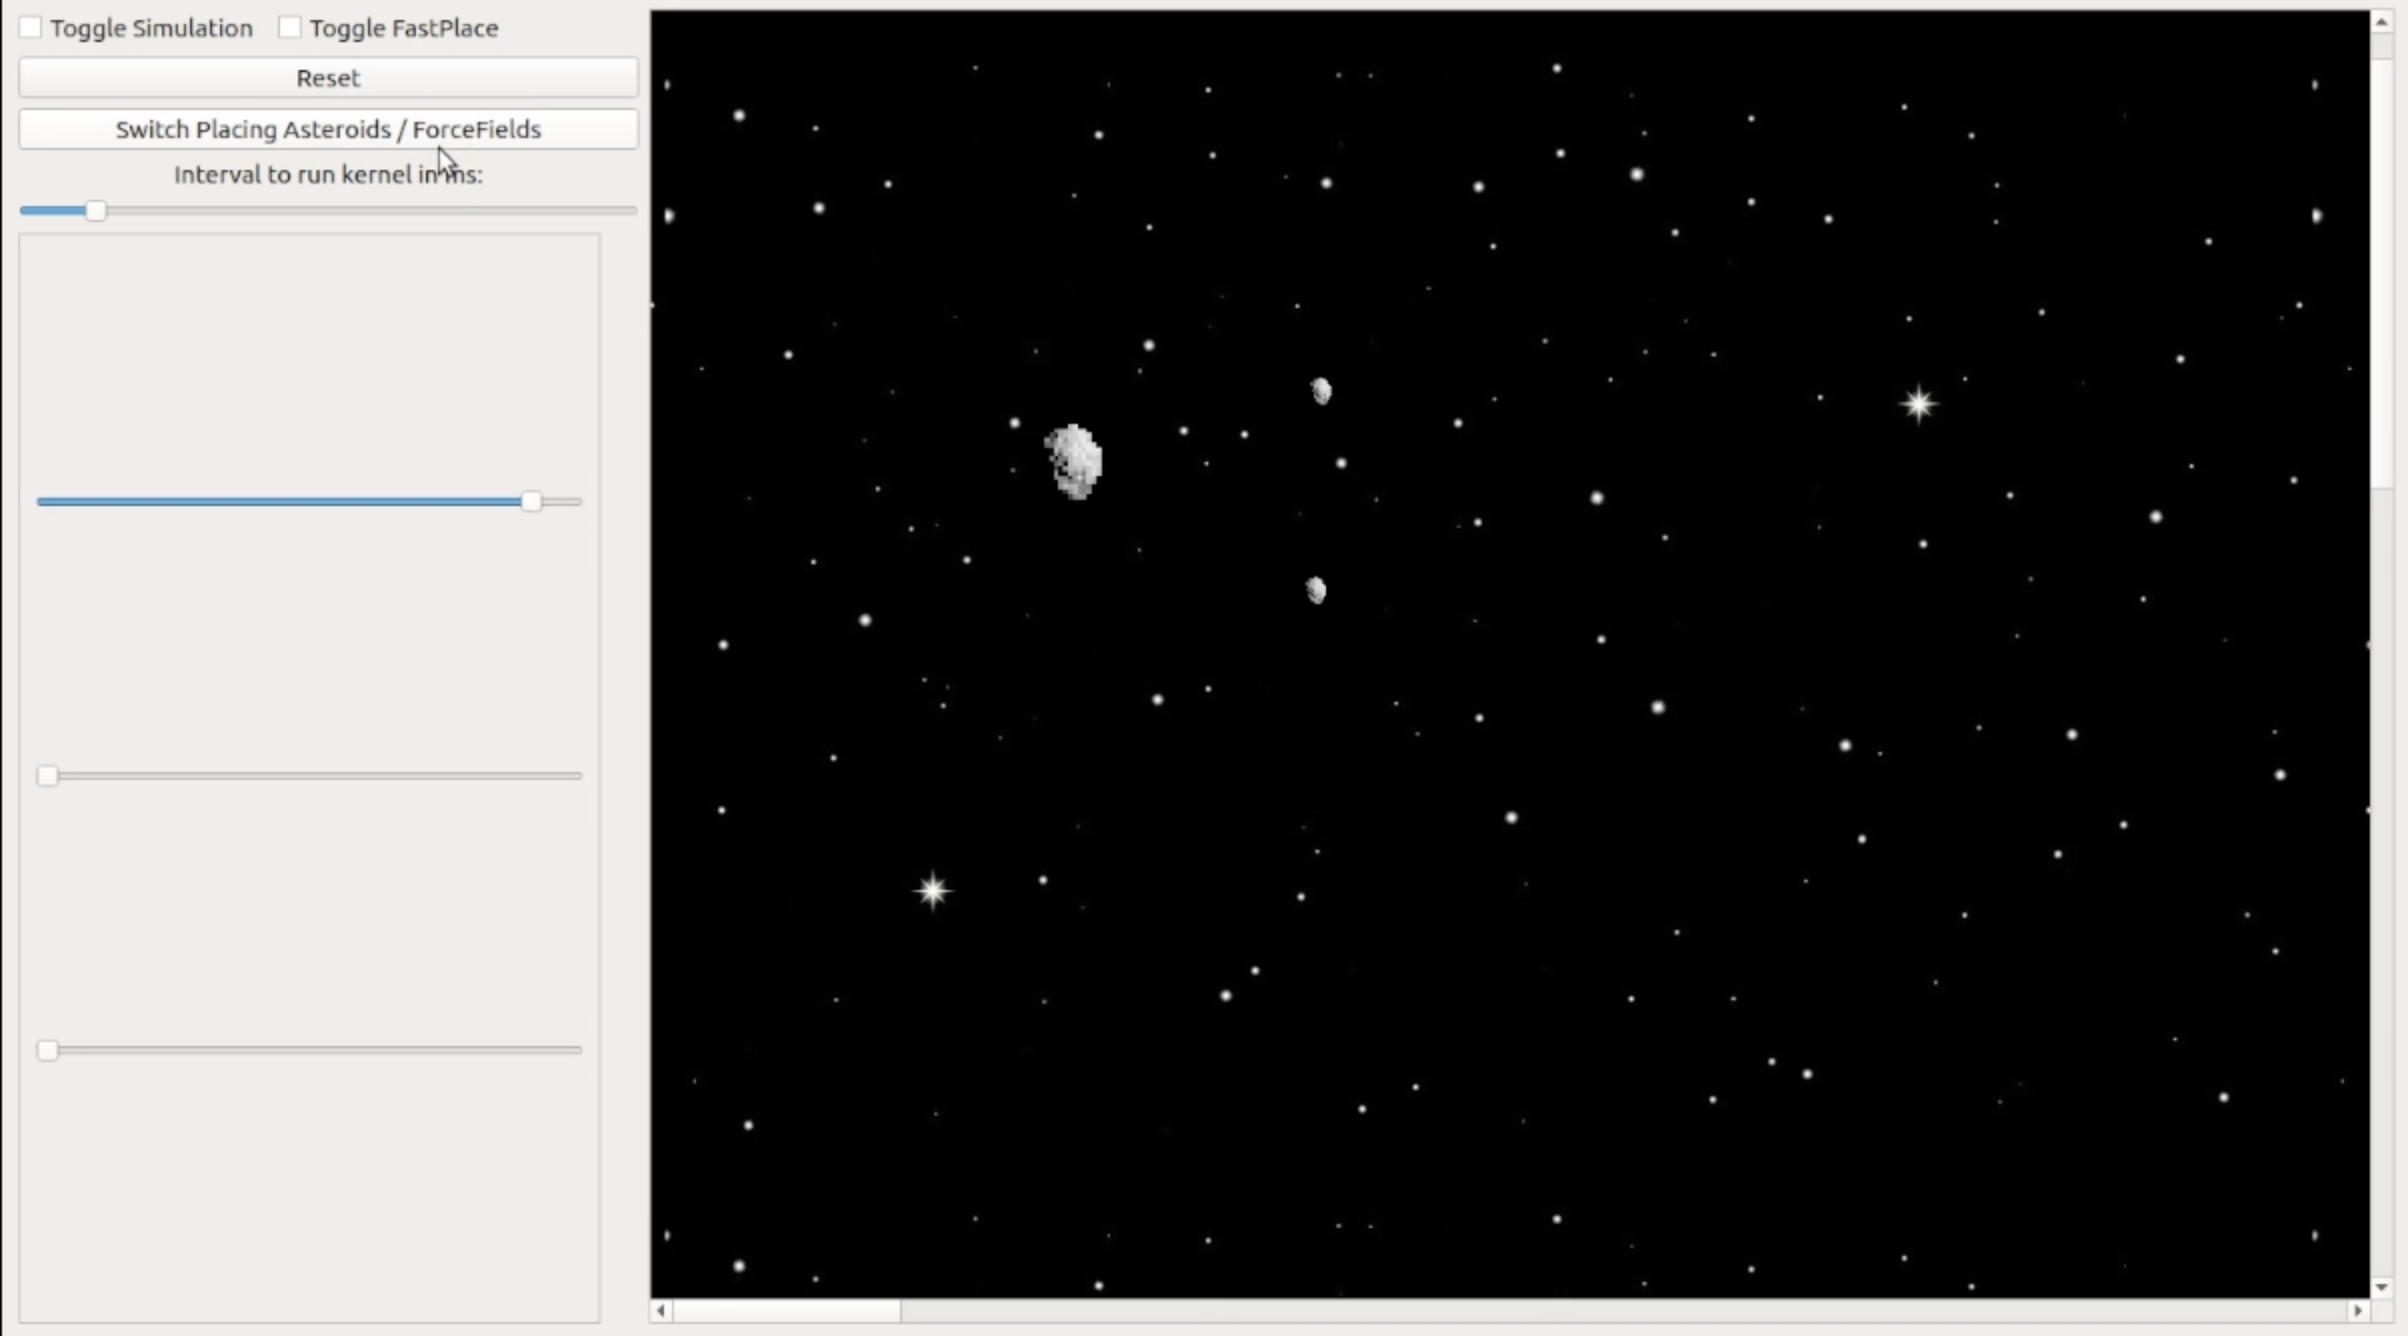 Toggle Simulation Toggle FastPlace
Reset
Switch Placing Asteroids / ForceFields
Interval to run kernel in ms: